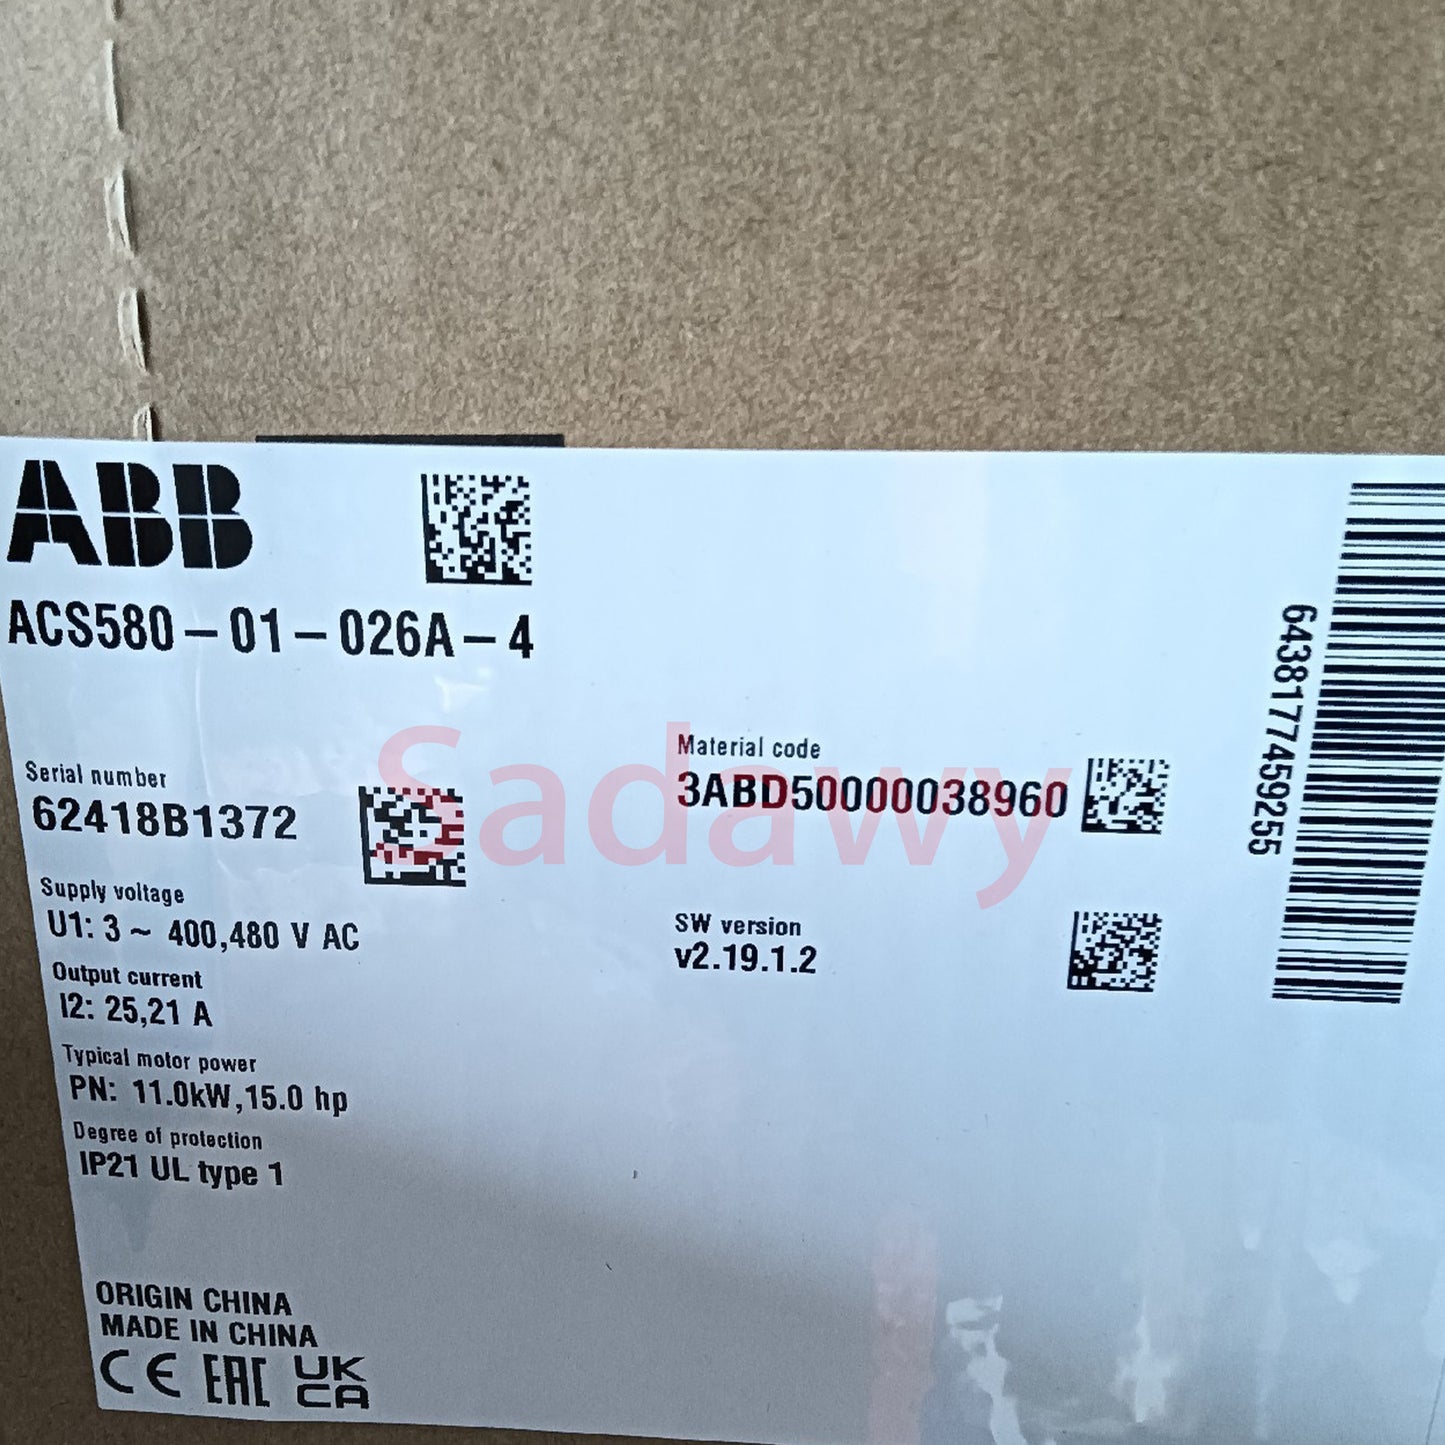 ABB
ACS580-01-026A-4
Serial number
62418B1372
Supply voltage
U1: 3~ 400,480 V AC
Output current
I2: 25,21 A
Typical motor power
PN: 11.0kW,15.0 hp
Degree of protection
IP21 UL type 1
Material code
3ABD50000038960
SW version
v2.19.1.2
6438177459255
Sadawy
ORIGIN CHINA
MADE IN CHINA
CE EAC UK
CA